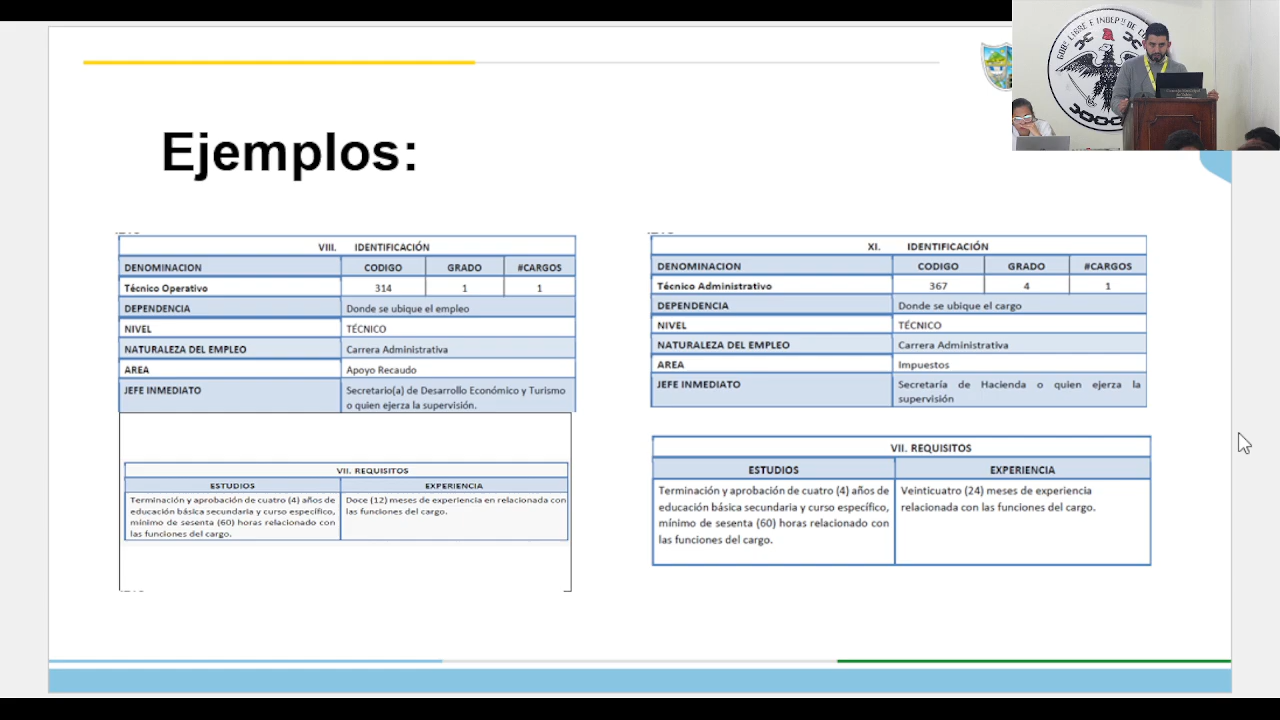 Ejemplos:
VIII. IDENTIFICACIÓN
DENOMINACION CODIGO GRADO #CARGOS
Técnico Operativo 314 1 1
DEPENDENCIA Donde se ubique el empleo
NIVEL TÉCNICO
NATURALEZA DEL EMPLEO Carrera Administrativa
AREA Apoyo Recaudo
JEFE INMEDIATO Secretario(a) de Desarrollo Económico y Turismo
o quien ejerza la supervisión.
VII. REQUISITOS
ESTUDIOS EXPERIENCIA
Terminación y aprobación de cuatro (4) años de
educación básica secundaria y curso específico,
mínimo de sesenta (60) horas relacionado con
las funciones del cargo.
Doce (12) meses de experiencia en relacionada con
las funciones del cargo.
XI. IDENTIFICACIÓN
DENOMINACION CODIGO GRADO #CARGOS
Técnico Administrativo 367 4 1
DEPENDENCIA Donde se ubique el cargo
NIVEL TÉCNICO
NATURALEZA DEL EMPLEO Carrera Administrativa
AREA Impuestos
JEFE INMEDIATO Secretaría de Hacienda o quien ejerza la
supervisión
VII. REQUISITOS
ESTUDIOS EXPERIENCIA
Terminación y aprobación de cuatro (4) años de
educación básica secundaria y curso específico,
mínimo de sesenta (60) horas relacionado con
las funciones del cargo.
Veinticuatro (24) meses de experiencia
relacionada con las funciones del cargo.